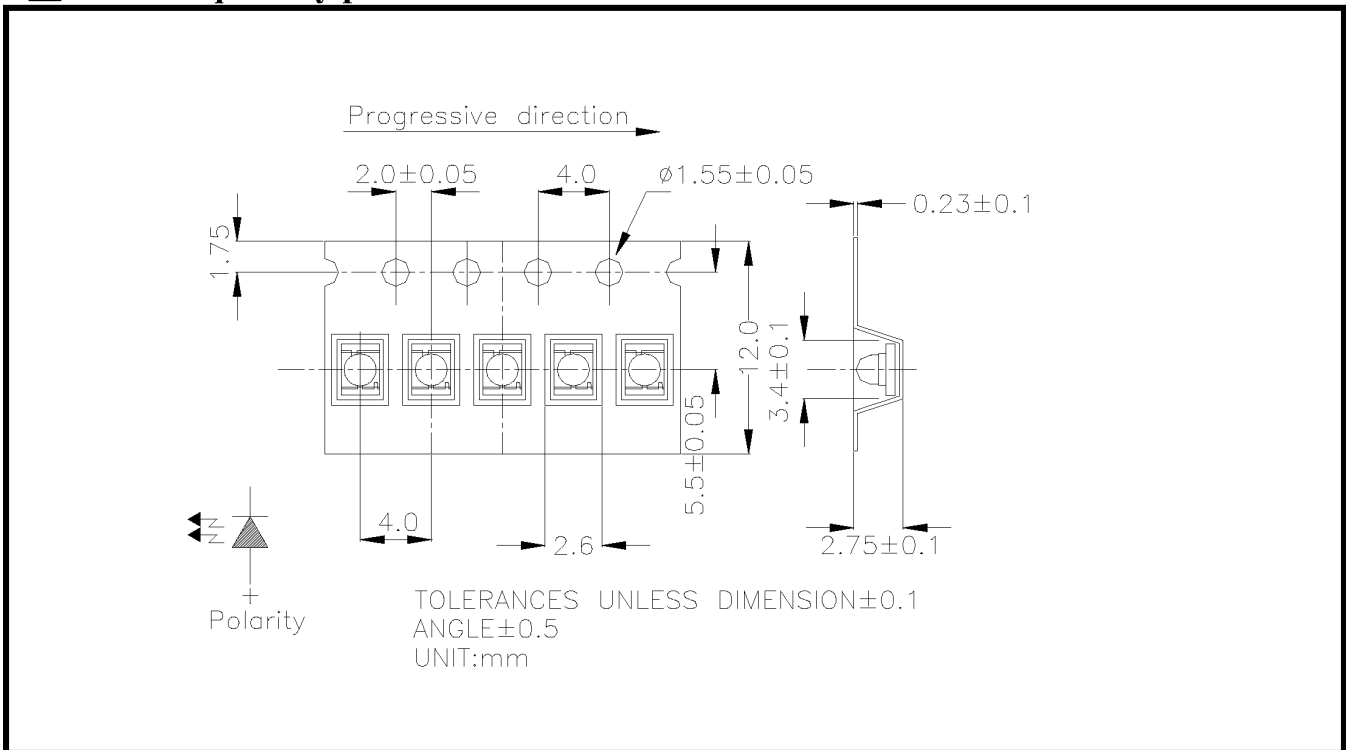 Progressive direction
2.0±0.05
4.0
ø1.55±0.05
0.23±0.1
1.75
12.0
3.4±0.1
5.5±0.05
4.0
2.6
2.75±0.1
+
Polarity
TOLERANCES UNLESS DIMENSION±0.1
ANGLE±0.5
UNIT:mm